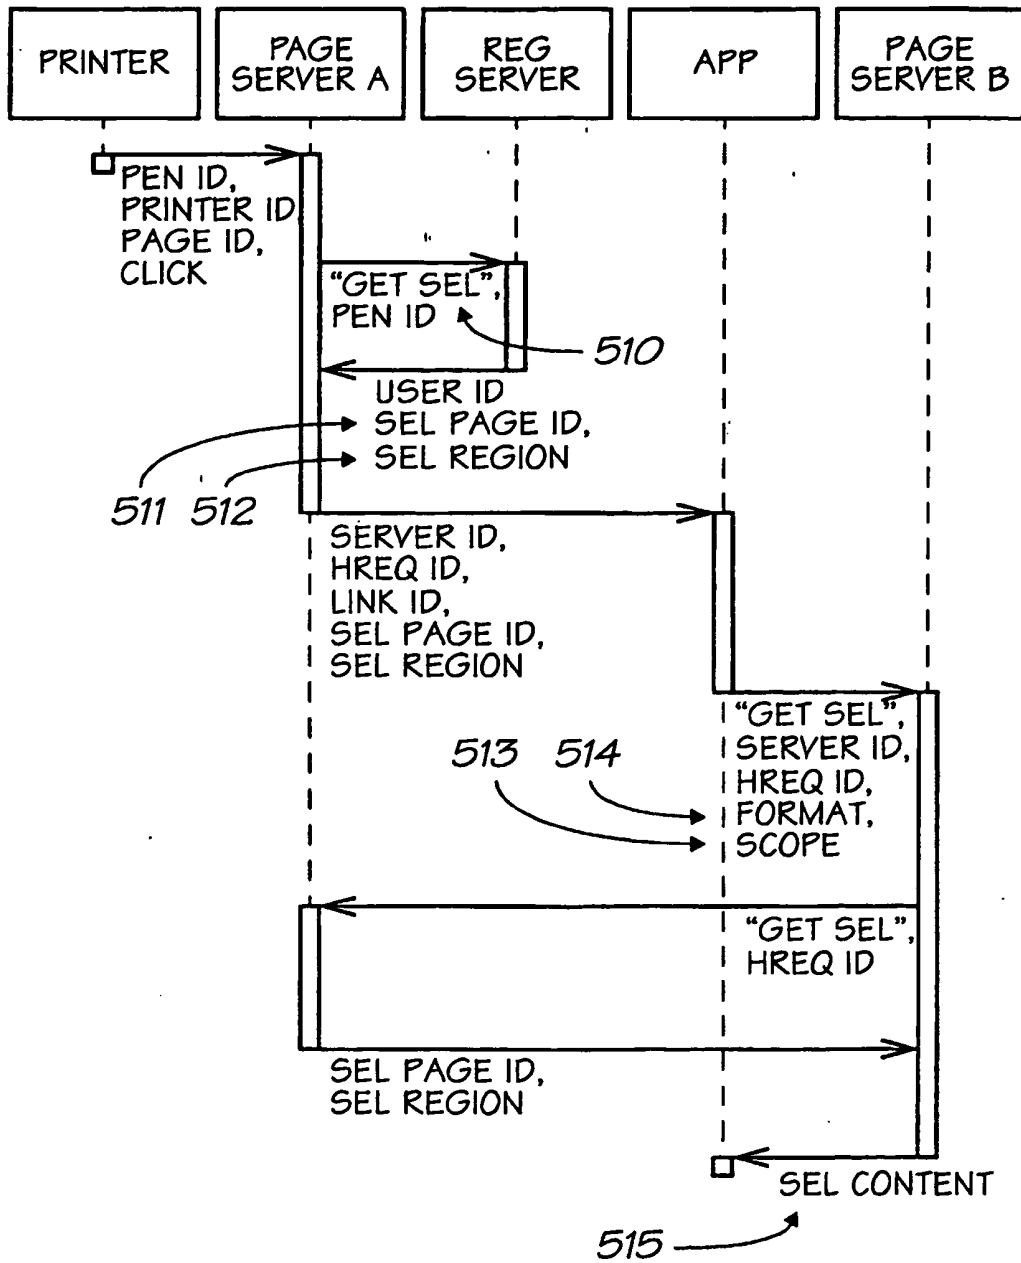 PRINTER
PAGE
SERVER A
REG
SERVER
APP
PAGE
SERVER B
PEN ID,
PRINTER ID
PAGE ID,
CLICK
"GET SEL",
PEN ID
510
USER ID
SEL PAGE ID,
SEL REGION
511
512
SERVER ID,
HREQ ID,
LINK ID,
SEL PAGE ID,
SEL REGION
"GET SEL",
SERVER ID,
HREQ ID,
FORMAT,
SCOPE
513
514
"GET SEL",
HREQ ID
SEL PAGE ID,
SEL REGION
SEL CONTENT
515